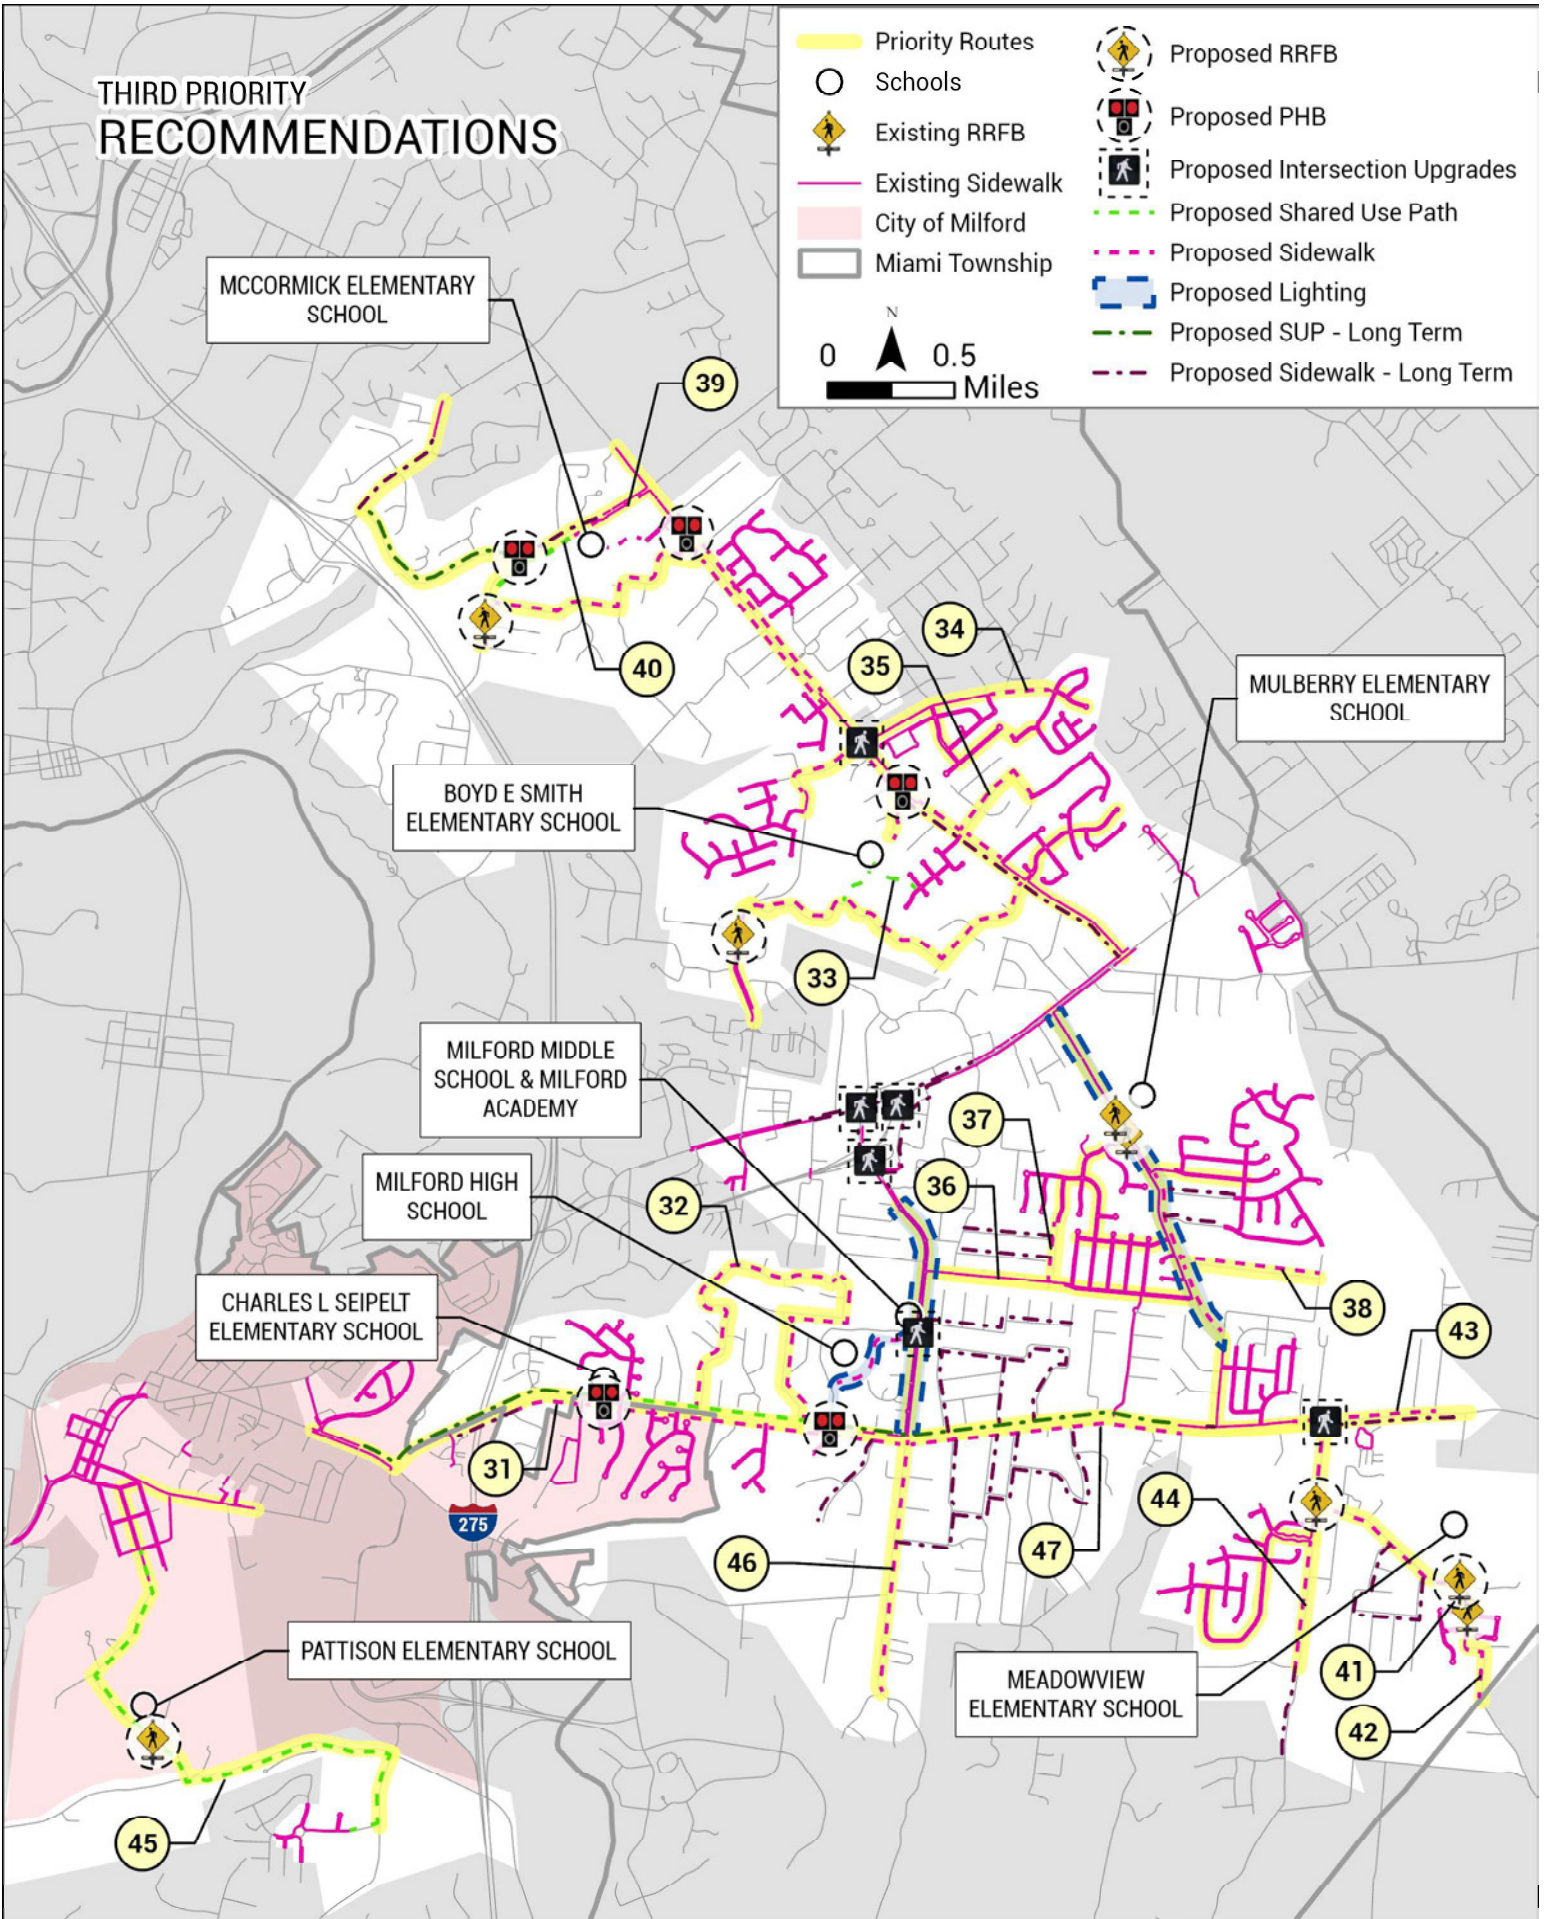 THIRD PRIORITY
RECOMMENDATIONS
Priority Routes
Schools
Existing RRFB
Existing Sidewalk
City of Milford
Miami Township
N
0 0.5
Miles
Proposed RRFB
Proposed PHB
Proposed Intersection Upgrades
Proposed Shared Use Path
Proposed Sidewalk
Proposed Lighting
Proposed SUP - Long Term
Proposed Sidewalk - Long Term
MCCORMICK ELEMENTARY
SCHOOL
39
40
34
35
MULBERRY ELEMENTARY
SCHOOL
BOYD E SMITH
ELEMENTARY SCHOOL
33
MILFORD MIDDLE
SCHOOL & MILFORD
ACADEMY
37
MILFORD HIGH
SCHOOL
36
32
CHARLES L SEIPELT
ELEMENTARY SCHOOL
38
43
31
44
275
46
47
PATTISON ELEMENTARY SCHOOL
MEADOWVIEW
ELEMENTARY SCHOOL
41
42
45